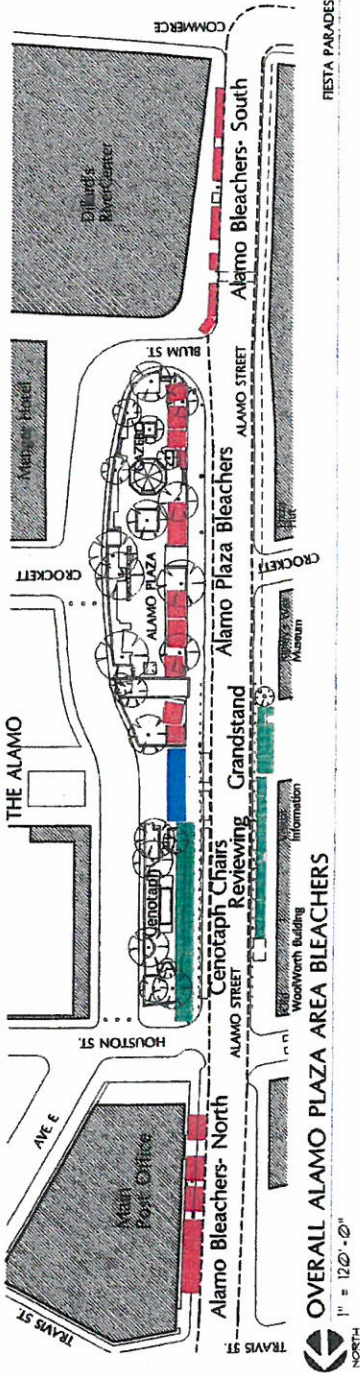 COMMERCE
FIESTA PARADES
Dillard's
RiverCenter
Alamo Bleachers- South
BLUM ST.
ALAMO STREET
Menger Hotel
GAZEBO
CROCKETT
ALAMO PLAZA
Alamo Plaza Bleachers
CROCKETT
Museum
THE ALAMO
Grandstand
Cenotaph
Cenotaph Chairs
Reviewing
Information
WoolWorth Building
HOUSTON ST.
ALAMO STREET
AVE E
Main
Post Office
Alamo Bleachers- North
TRAVIS ST.
TRAVIS ST.
OVERALL ALAMO PLAZA AREA BLEACHERS
1" = 120'-0"
NORTH